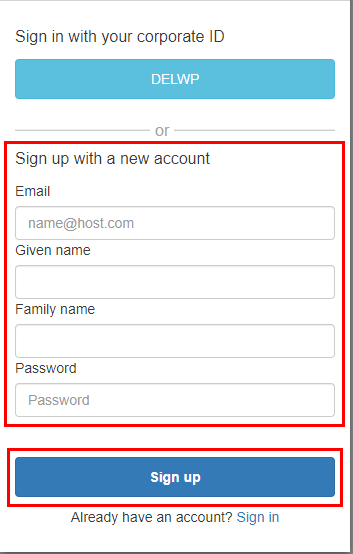 Sign in with your corporate ID
DELWP
or
Sign up with a new account
Email
name@host.com
Given name
Family name
Password
Password
Sign up
Already have an account? Sign in